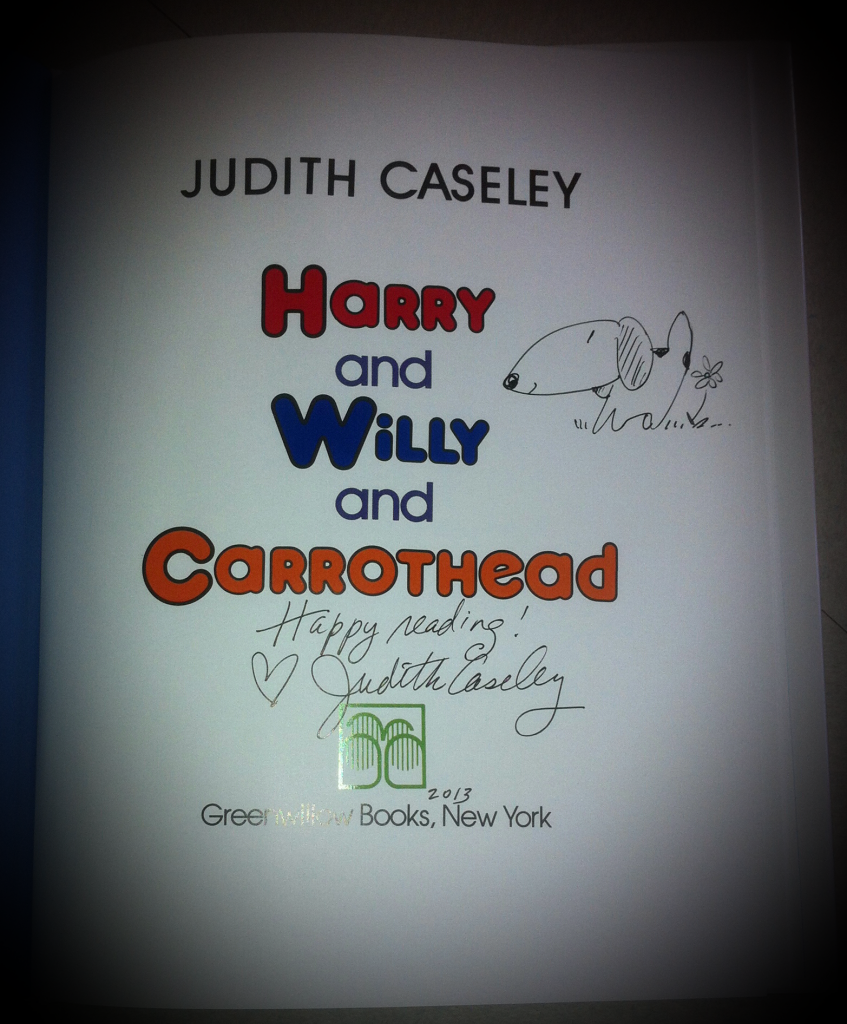 JUDITH CASELEY
HARRY
and
WILLY
and
CARROTHEAD
Happy reading!
♡ Judith Caseley
2013
Greenwillow Books, New York